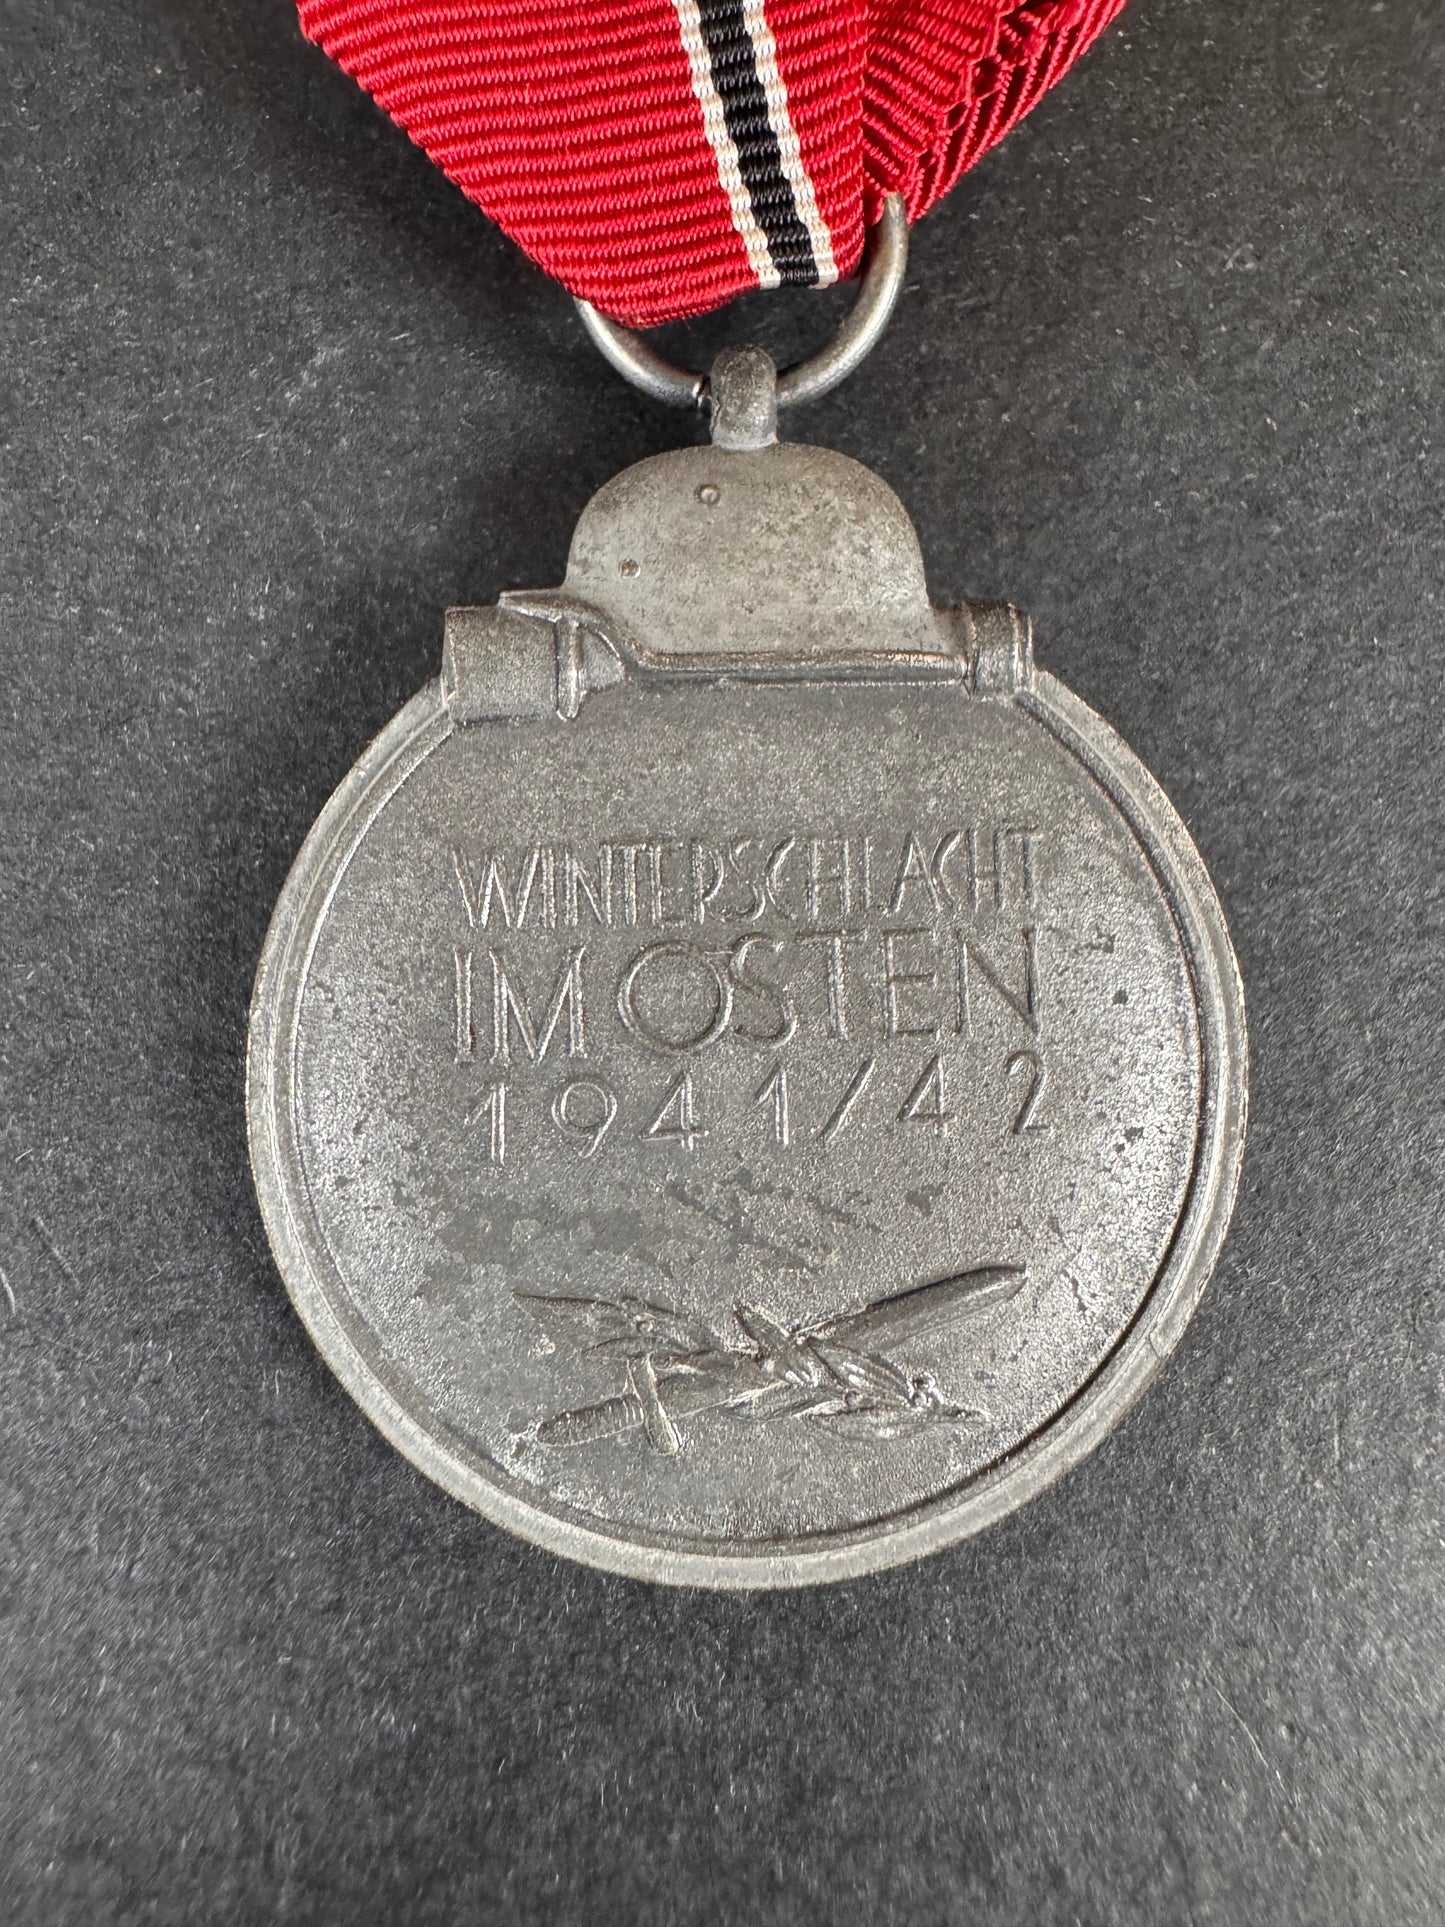 WINTERSCHLACHT
IM OSTEN
1941/42